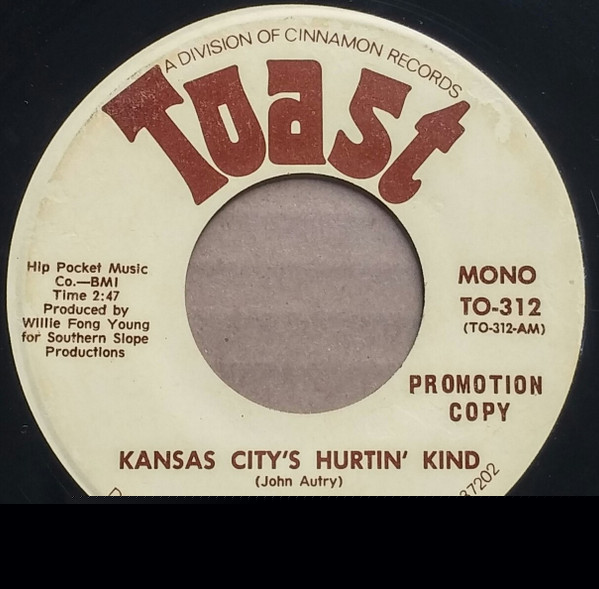 A DIVISION OF CINNAMON RECORDS
Toast
Hip Pocket Music
Co.—BMI
Time 2:47
Produced by
Willie Fong Young
for Southern Slope
Productions
MONO
TO-312
(TO-312-AM)
PROMOTION
COPY
KANSAS CITY'S HURTIN' KIND
(John Autry)
37202